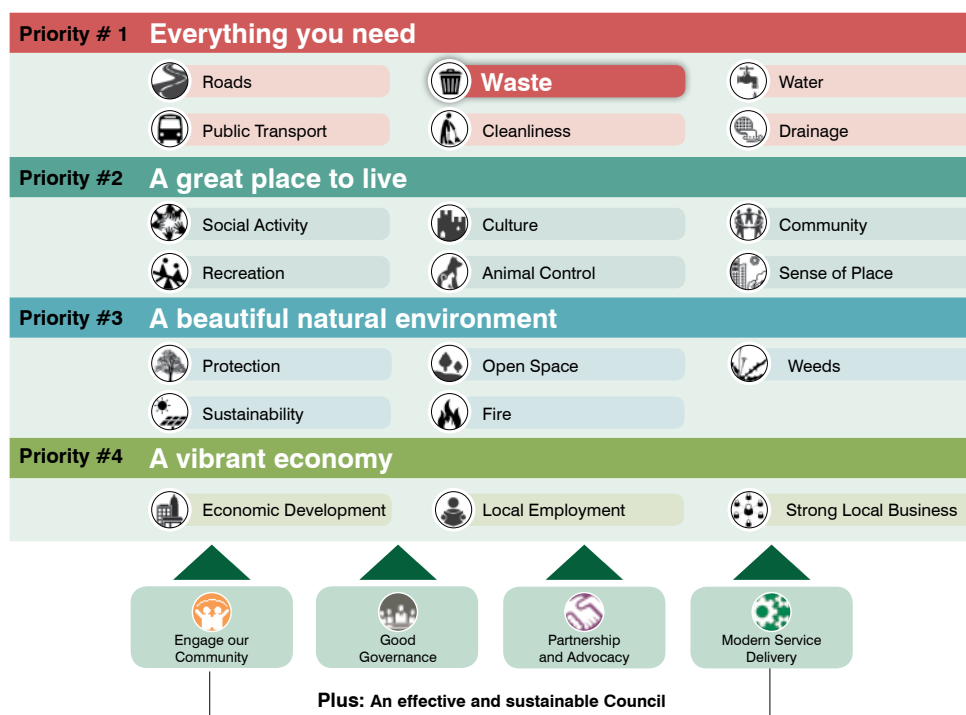 Priority # 1 Everything you need
Roads Waste Water
Public Transport Cleanliness Drainage
Priority #2 A great place to live
Social Activity Culture Community
Recreation Animal Control Sense of Place
Priority #3 A beautiful natural environment
Protection Open Space Weeds
Sustainability Fire
Priority #4 A vibrant economy
Economic Development Local Employment Strong Local Business
Engage our
Community
Good
Governance
Partnership
and Advocacy
Modern Service
Delivery
Plus: An effective and sustainable Council